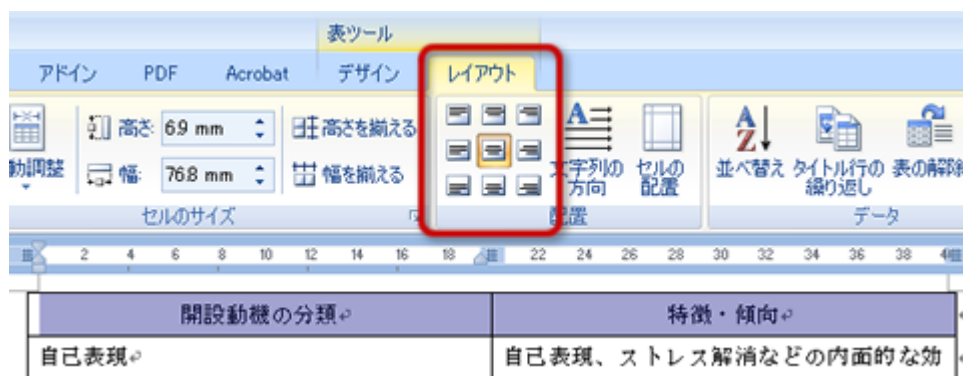 表ツール
アドイン PDF Acrobat デザイン レイアウト
高さ: 6.9 mm 高さを揃える
動調整 幅: 76.8 mm 幅を揃える
文字列の方向 セルの配置 並べ替え タイトル行の繰り返し 表の解除
セルのサイズ 配置 データ
2 4 6 8 10 12 14 16 18 22 24 26 28 30 32 34 36 38
開設動機の分類 特徴・傾向
自己表現 自己表現、ストレス解消などの内面的な効